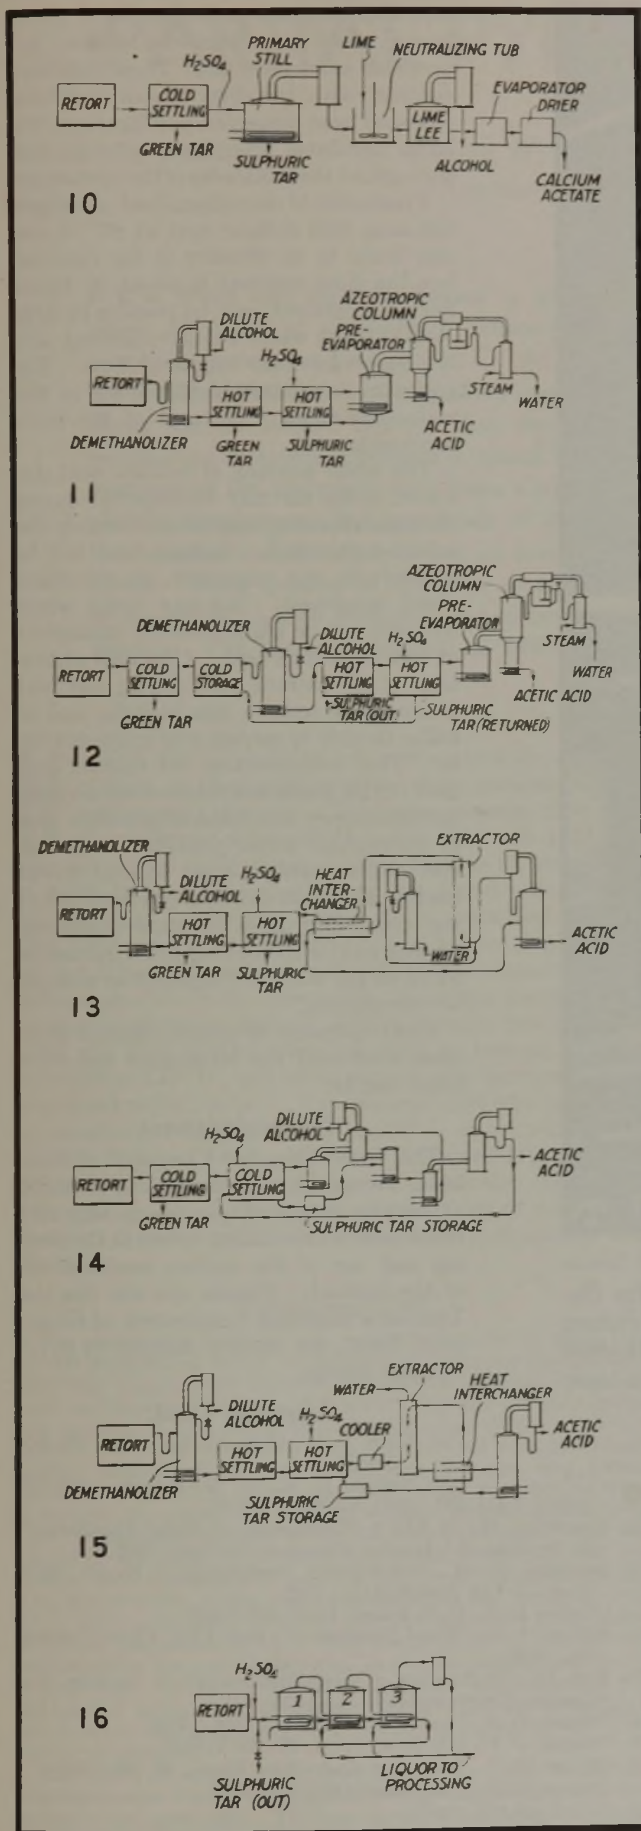 H₂SO₄
PRIMARY
STILL
LIME
NEUTRALIZING TUB
RETORT
COLD
SETTLING
LIME
LEE
EVAPORATOR
DRIER
GREEN TAR
SULPHURIC
TAR
ALCOHOL
CALCIUM
ACETATE
10
DILUTE
ALCOHOL
AZEOTROPIC
COLUMN
PRE-
EVAPORATOR
H₂SO₄
RETORT
HOT
SETTLING
HOT
SETTLING
STEAM
WATER
DEMETHANOLIZER
GREEN
TAR
SULPHURIC
TAR
ACETIC
ACID
11
AZEOTROPIC
COLUMN
PRE-
EVAPORATOR
DEMETHANOLIZER
DILUTE
ALCOHOL
H₂SO₄
STEAM
RETORT
COLD
SETTLING
COLD
STORAGE
HOT
SETTLING
HOT
SETTLING
WATER
ACETIC ACID
GREEN TAR
SULPHURIC
TAR (OUT)
SULPHURIC
TAR (RETURNED)
12
DEMETHANOLIZER
EXTRACTOR
H₂SO₄
HEAT
INTER-
CHANGER
DILUTE
ALCOHOL
RETORT
HOT
SETTLING
HOT
SETTLING
WATER
ACETIC
ACID
GREEN TAR
SULPHURIC
TAR
13
DILUTE
ALCOHOL
H₂SO₄
RETORT
COLD
SETTLING
COLD
SETTLING
ACETIC
ACID
GREEN TAR
SULPHURIC TAR STORAGE
14
EXTRACTOR
WATER
HEAT
INTERCHANGER
DILUTE
ALCOHOL
H₂SO₄
COOLER
ACETIC
ACID
RETORT
HOT
SETTLING
HOT
SETTLING
DEMETHANOLIZER
SULPHURIC
TAR STORAGE
15
H₂SO₄
RETORT
1
2
3
16
SULPHURIC
TAR (OUT)
LIQUOR TO
PROCESSING